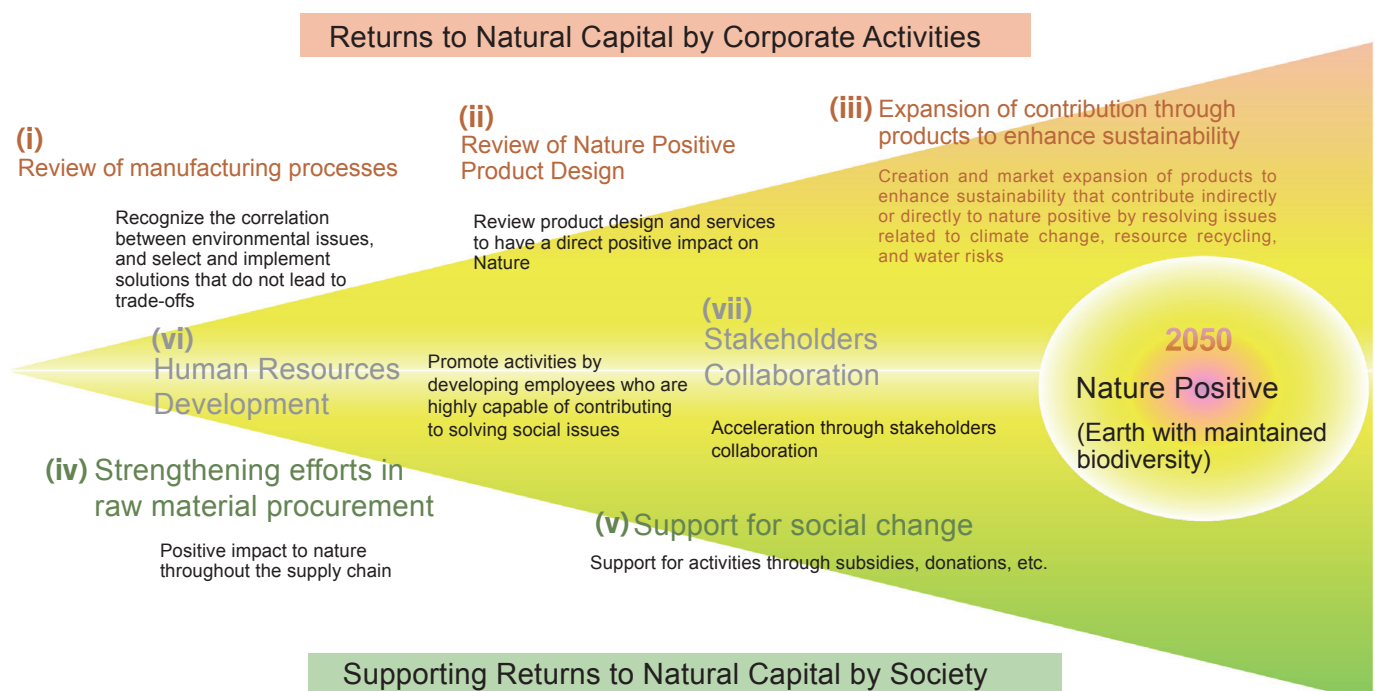 Returns to Natural Capital by Corporate Activities
(i)
Review of manufacturing processes
Recognize the correlation
between environmental issues,
and select and implement
solutions that do not lead to
trade-offs
(ii)
Review of Nature Positive
Product Design
Review product design and services
to have a direct positive impact on
Nature
(iii) Expansion of contribution through
products to enhance sustainability
Creation and market expansion of products to
enhance sustainability that contribute indirectly
or directly to nature positive by resolving issues
related to climate change, resource recycling,
and water risks
(vi)
Human Resources
Development
Promote activities by
developing employees who are
highly capable of contributing
to solving social issues
(vii)
Stakeholders
Collaboration
Acceleration through stakeholders
collaboration
2050
Nature Positive
(Earth with maintained
biodiversity)
(iv) Strengthening efforts in
raw material procurement
Positive impact to nature
throughout the supply chain
(v) Support for social change
Support for activities through subsidies, donations, etc.
Supporting Returns to Natural Capital by Society